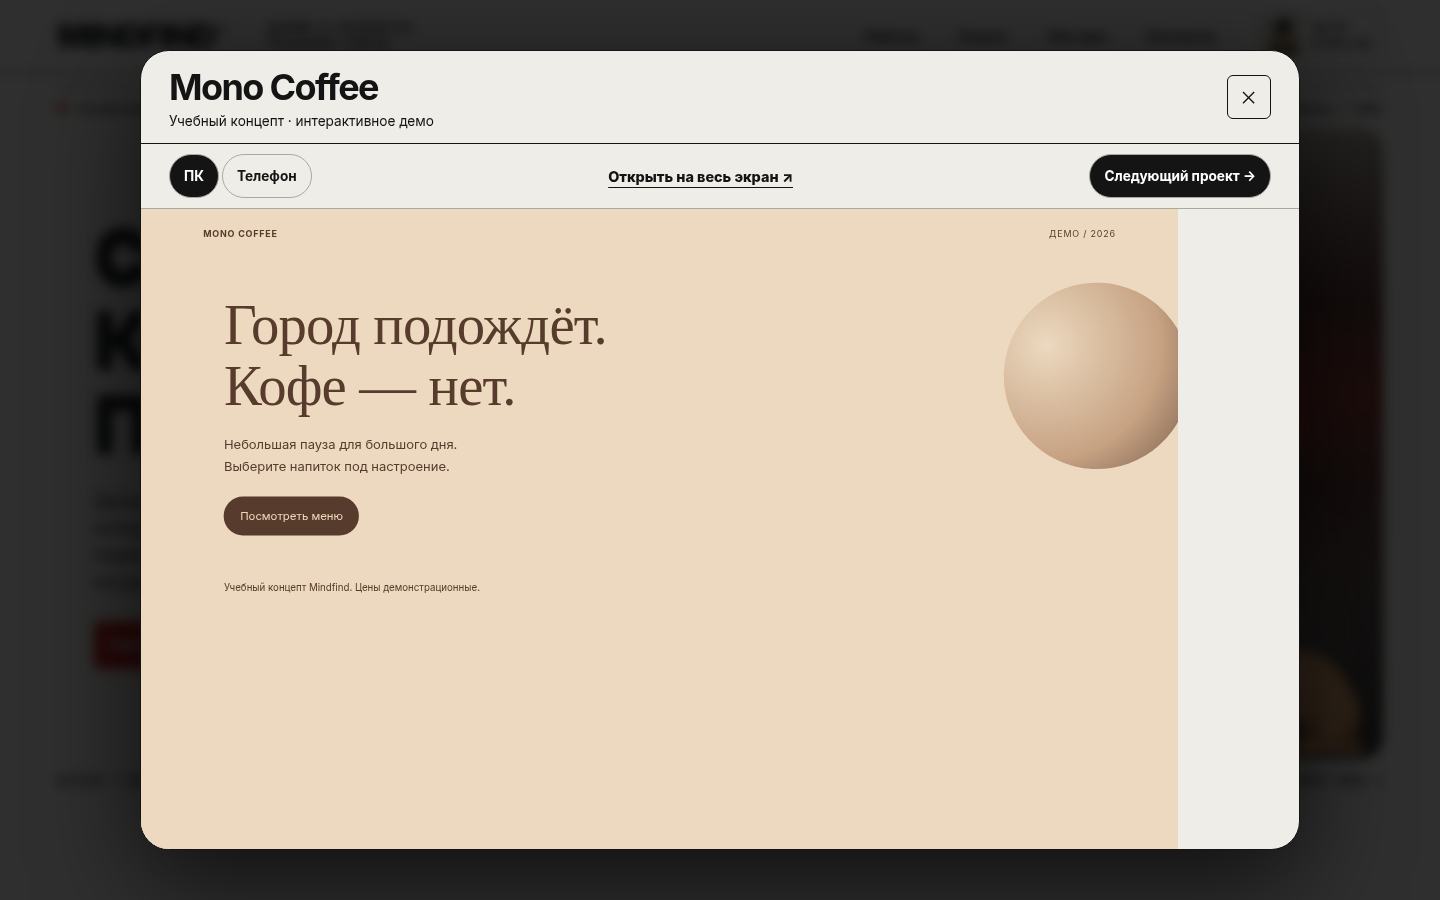 MINDFIND
Mono Coffee
Учебный концепт · интерактивное демо
ПК
Телефон
Открыть на весь экран ↗
Следующий проект →
MONO COFFEE
ДЕМО / 2026
Город подождёт.
Кофе — нет.
Небольшая пауза для большого дня.
Выберите напиток под настроение.
Посмотреть меню
Учебный концепт Mindfind. Цены демонстрационные.